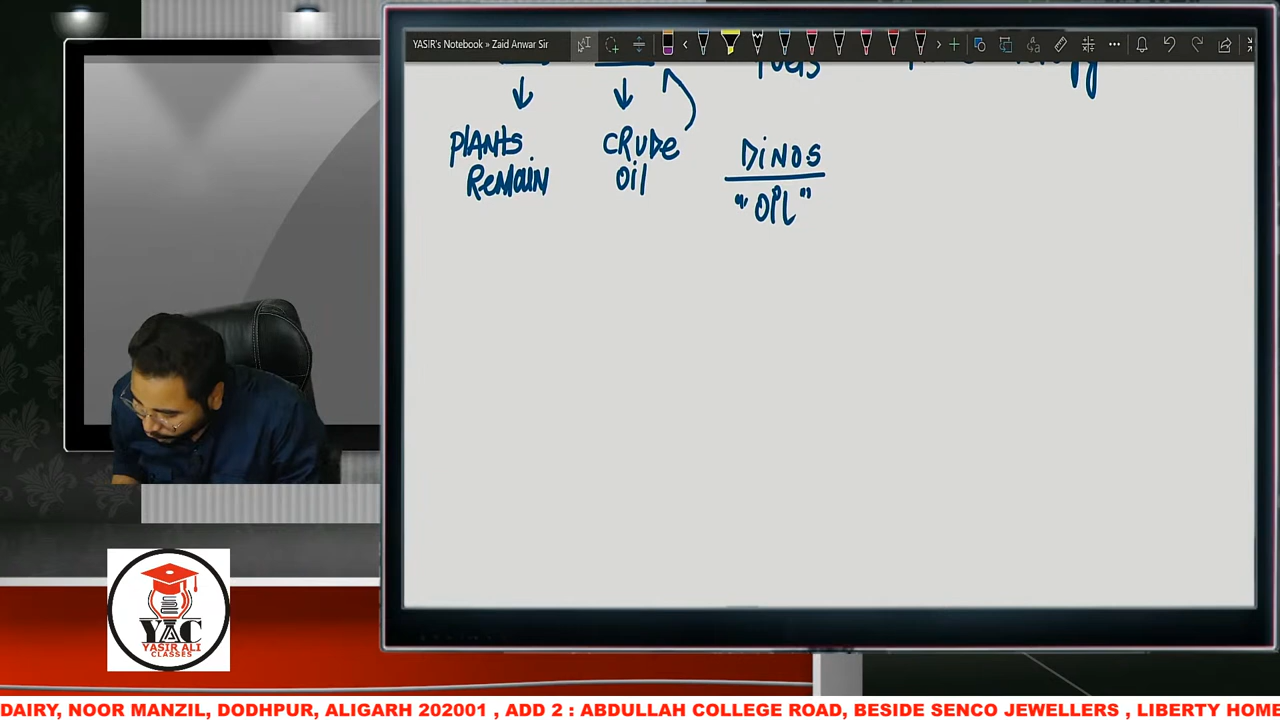 YASIR's Notebook » Zaid Anwar Sir
fuels
PLANTS
ReMaiN
CRUDe
Oil
DiNOS
"OPL"
YAC
YASIR ALI
CLASSES
DAIRY, NOOR MANZIL, DODHPUR, ALIGARH 202001 , ADD 2 : ABDULLAH COLLEGE ROAD, BESIDE SENCO JEWELLERS , LIBERTY HOME